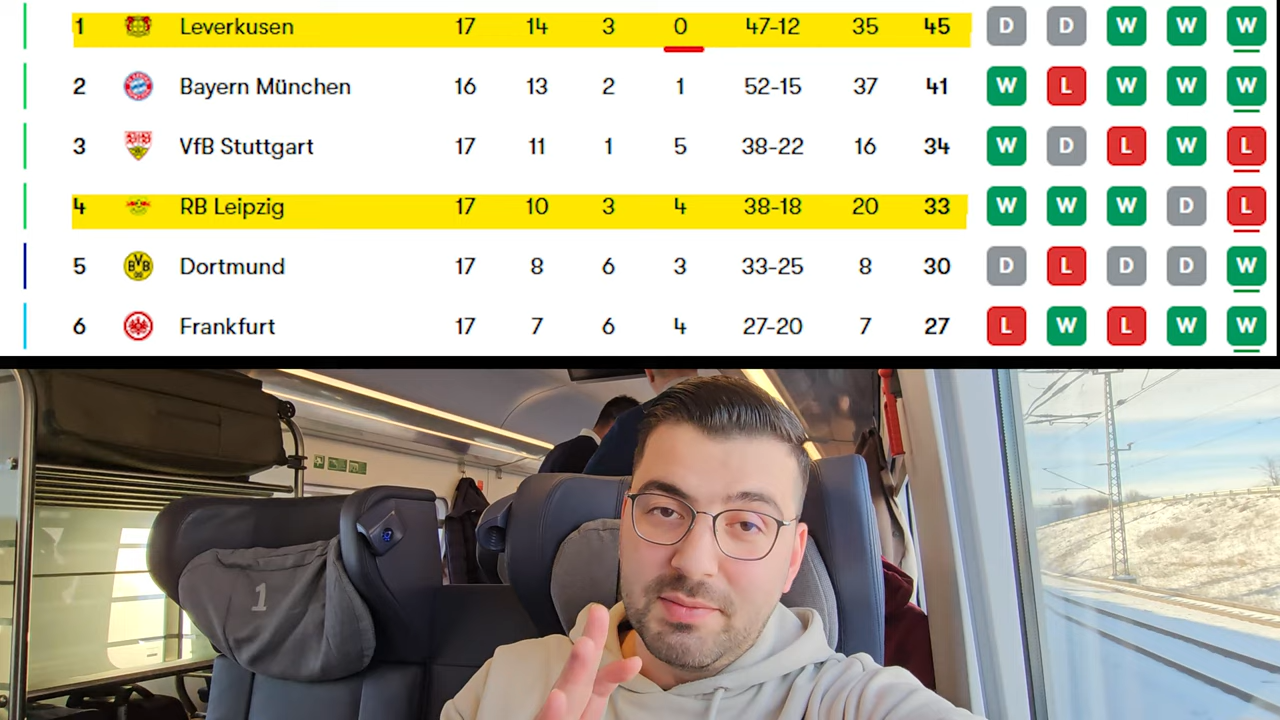 1 Leverkusen 17 14 3 0 47-12 35 45 D D W W W
2 Bayern München 16 13 2 1 52-15 37 41 W L W W W
3 VfB Stuttgart 17 11 1 5 38-22 16 34 W D L W L
4 RB Leipzig 17 10 3 4 38-18 20 33 W W W D L
5 BVB 09 Dortmund 17 8 6 3 33-25 8 30 D L D D W
6 Frankfurt 17 7 6 4 27-20 7 27 L W L W W
1